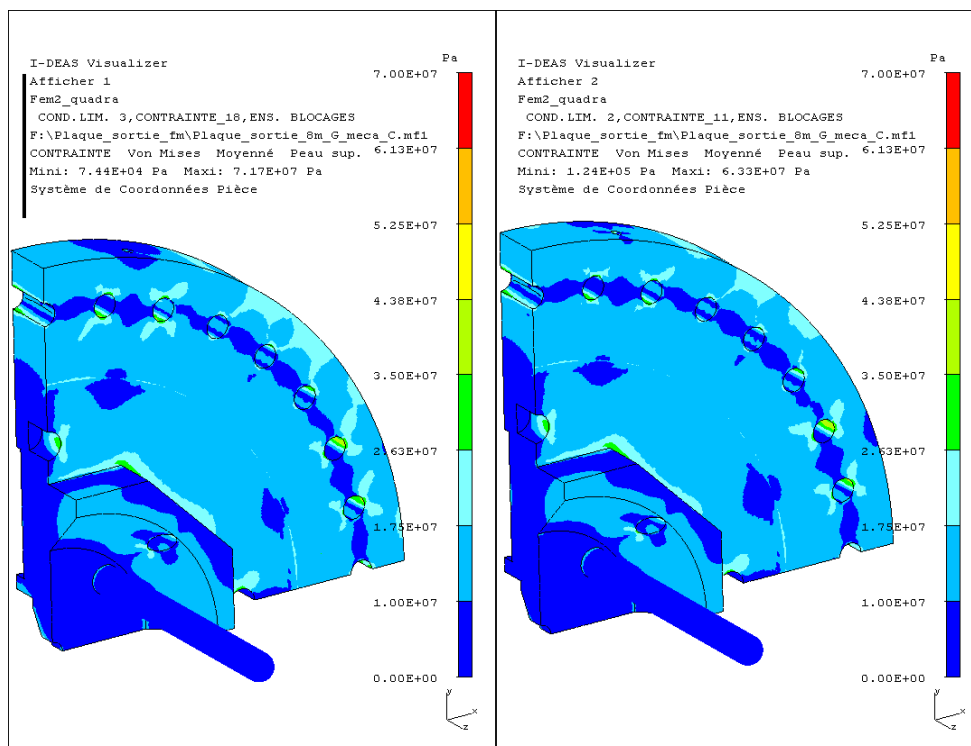 I-DEAS Visualizer
Afficher 1
Fem2_quadra
COND.LIM. 3,CONTRAINTE_18,ENS. BLOCAGES
F:\Plaque_sortie_fm\Plaque_sortie_8m_G_meca_C.mf1
CONTRAINTE Von Mises Moyenné Peau sup.
Mini: 7.44E+04 Pa Maxi: 7.17E+07 Pa
Système de Coordonnées Pièce
Pa
7.00E+07
6.13E+07
5.25E+07
4.38E+07
3.50E+07
2.63E+07
1.75E+07
1.00E+07
0.00E+00
y
x
z
I-DEAS Visualizer
Afficher 2
Fem2_quadra
COND.LIM. 2,CONTRAINTE_11,ENS. BLOCAGES
F:\Plaque_sortie_fm\Plaque_sortie_8m_G_meca_C.mf1
CONTRAINTE Von Mises Moyenné Peau sup.
Mini: 1.24E+05 Pa Maxi: 6.33E+07 Pa
Système de Coordonnées Pièce
Pa
7.00E+07
6.13E+07
5.25E+07
4.38E+07
3.50E+07
2.63E+07
1.75E+07
1.00E+07
0.00E+00
y
x
z